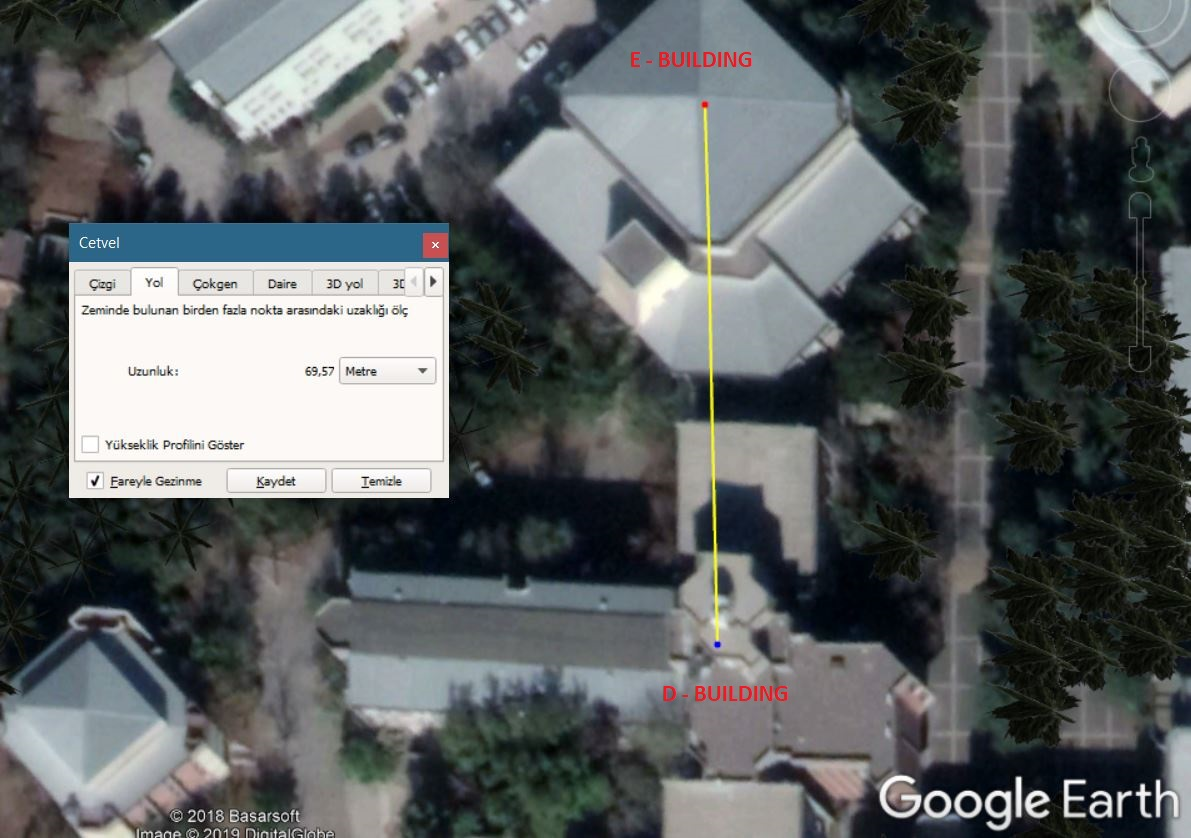 E - BUILDING
Cetvel
Çizgi Yol Çokgen Daire 3D yol 3D
Zeminde bulunan birden fazla nokta arasındaki uzaklığı ölç
Uzunluk: 69,57 Metre
Yükseklik Profilini Göster
Fareyle Gezinme Kaydet Temizle
D - BUILDING
Google Earth
© 2018 Basarsoft
Image © 2019 DigitalGlobe